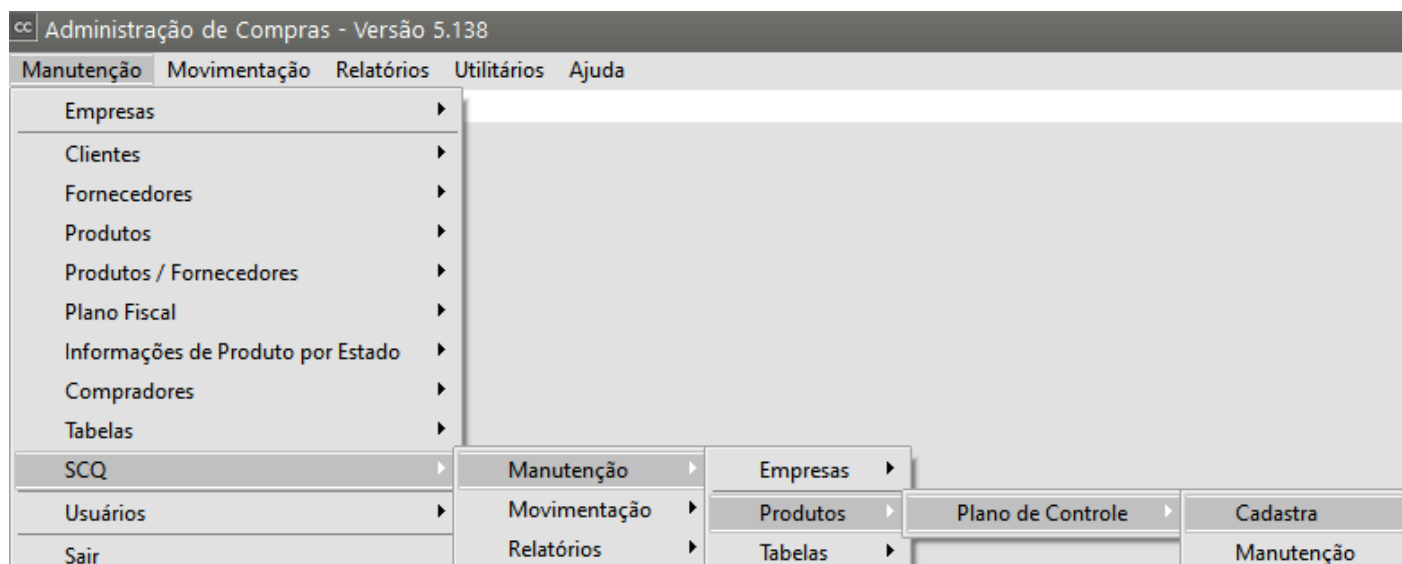 cc Administração de Compras - Versão 5.138
Manutenção Movimentação Relatórios Utilitários Ajuda
Empresas
Clientes
Fornecedores
Produtos
Produtos / Fornecedores
Plano Fiscal
Informações de Produto por Estado
Compradores
Tabelas
SCQ Manutenção Empresas
Usuários Movimentação Produtos Plano de Controle Cadastra
Sair Relatórios Tabelas Manutenção